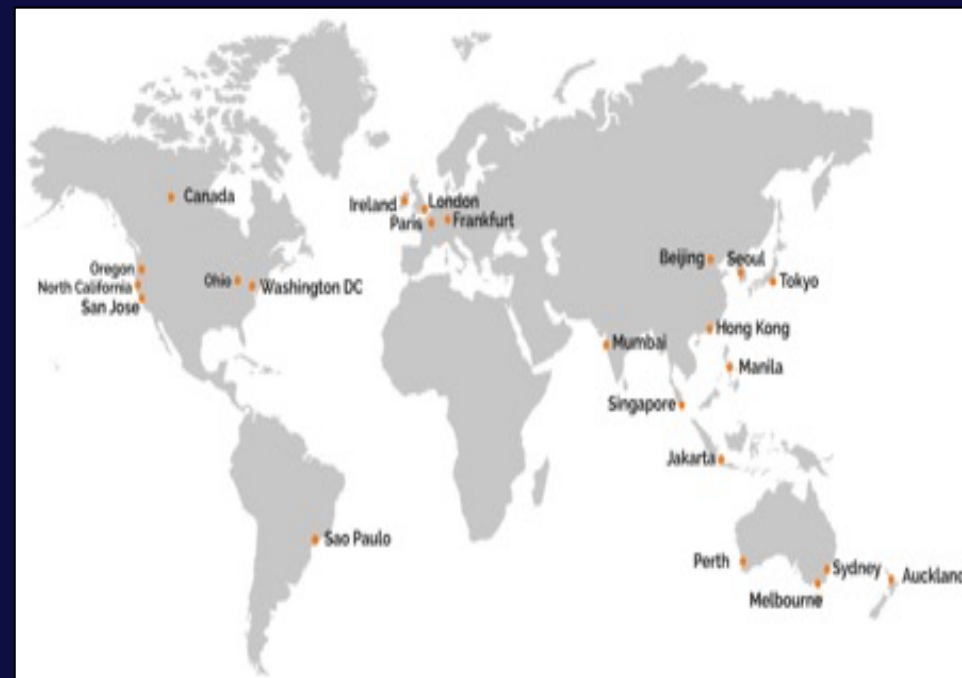 Canada
Ireland
London
Paris
Frankfurt
Oregon
North California
San Jose
Ohio
Washington DC
Beijing
Seoul
Tokyo
Hong Kong
Mumbai
Manila
Singapore
Jakarta
Sao Paulo
Perth
Sydney
Auckland
Melbourne